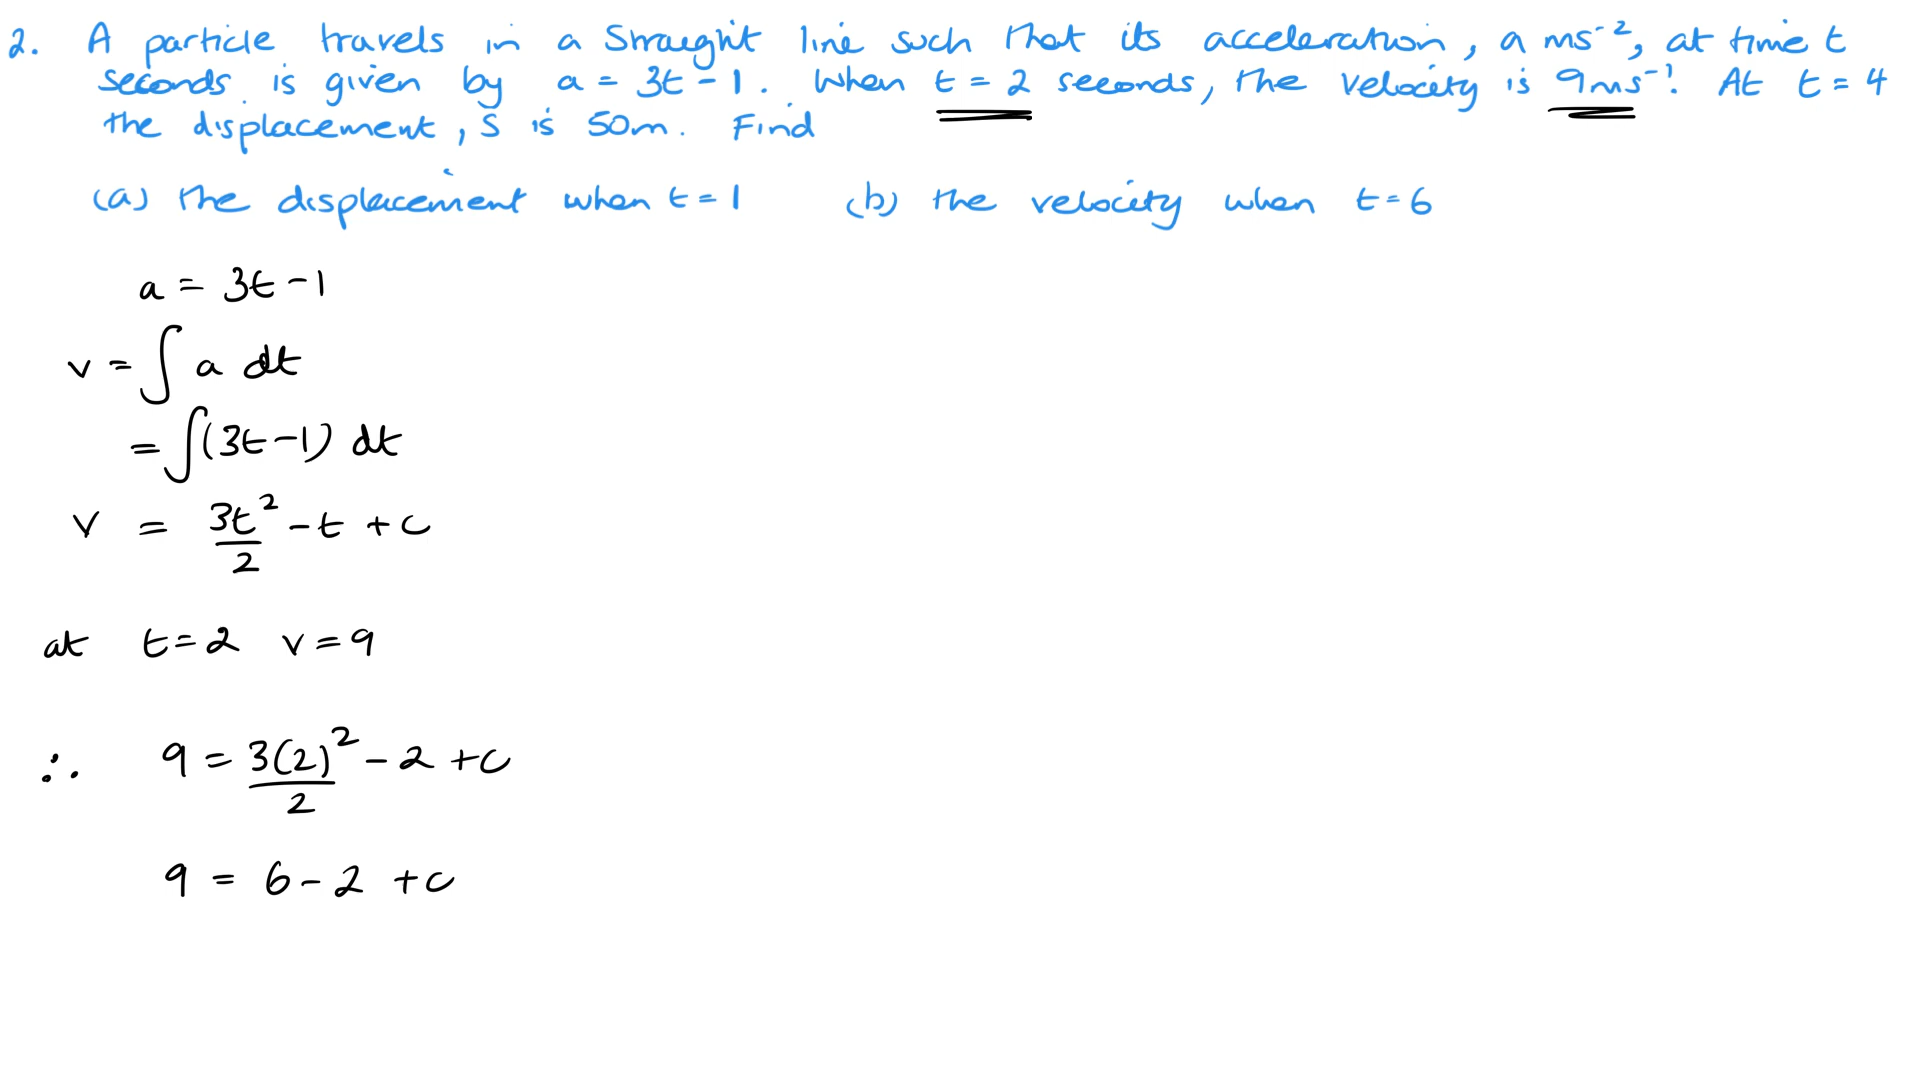 2. A particle travels in a straight line such that its acceleration, a ms⁻², at time t
seconds is given by a = 3t - 1. When t = 2 seconds, the velocity is 9ms⁻¹. At t = 4
the displacement, S is 50m. Find
(a) the displacement when t = 1 (b) the velocity when t = 6
a = 3t - 1
v = ∫ a dt
= ∫(3t - 1) dt
v = 3t²/2 - t + c
at t = 2 v = 9
∴ 9 = 3(2)²/2 - 2 + c
9 = 6 - 2 + c